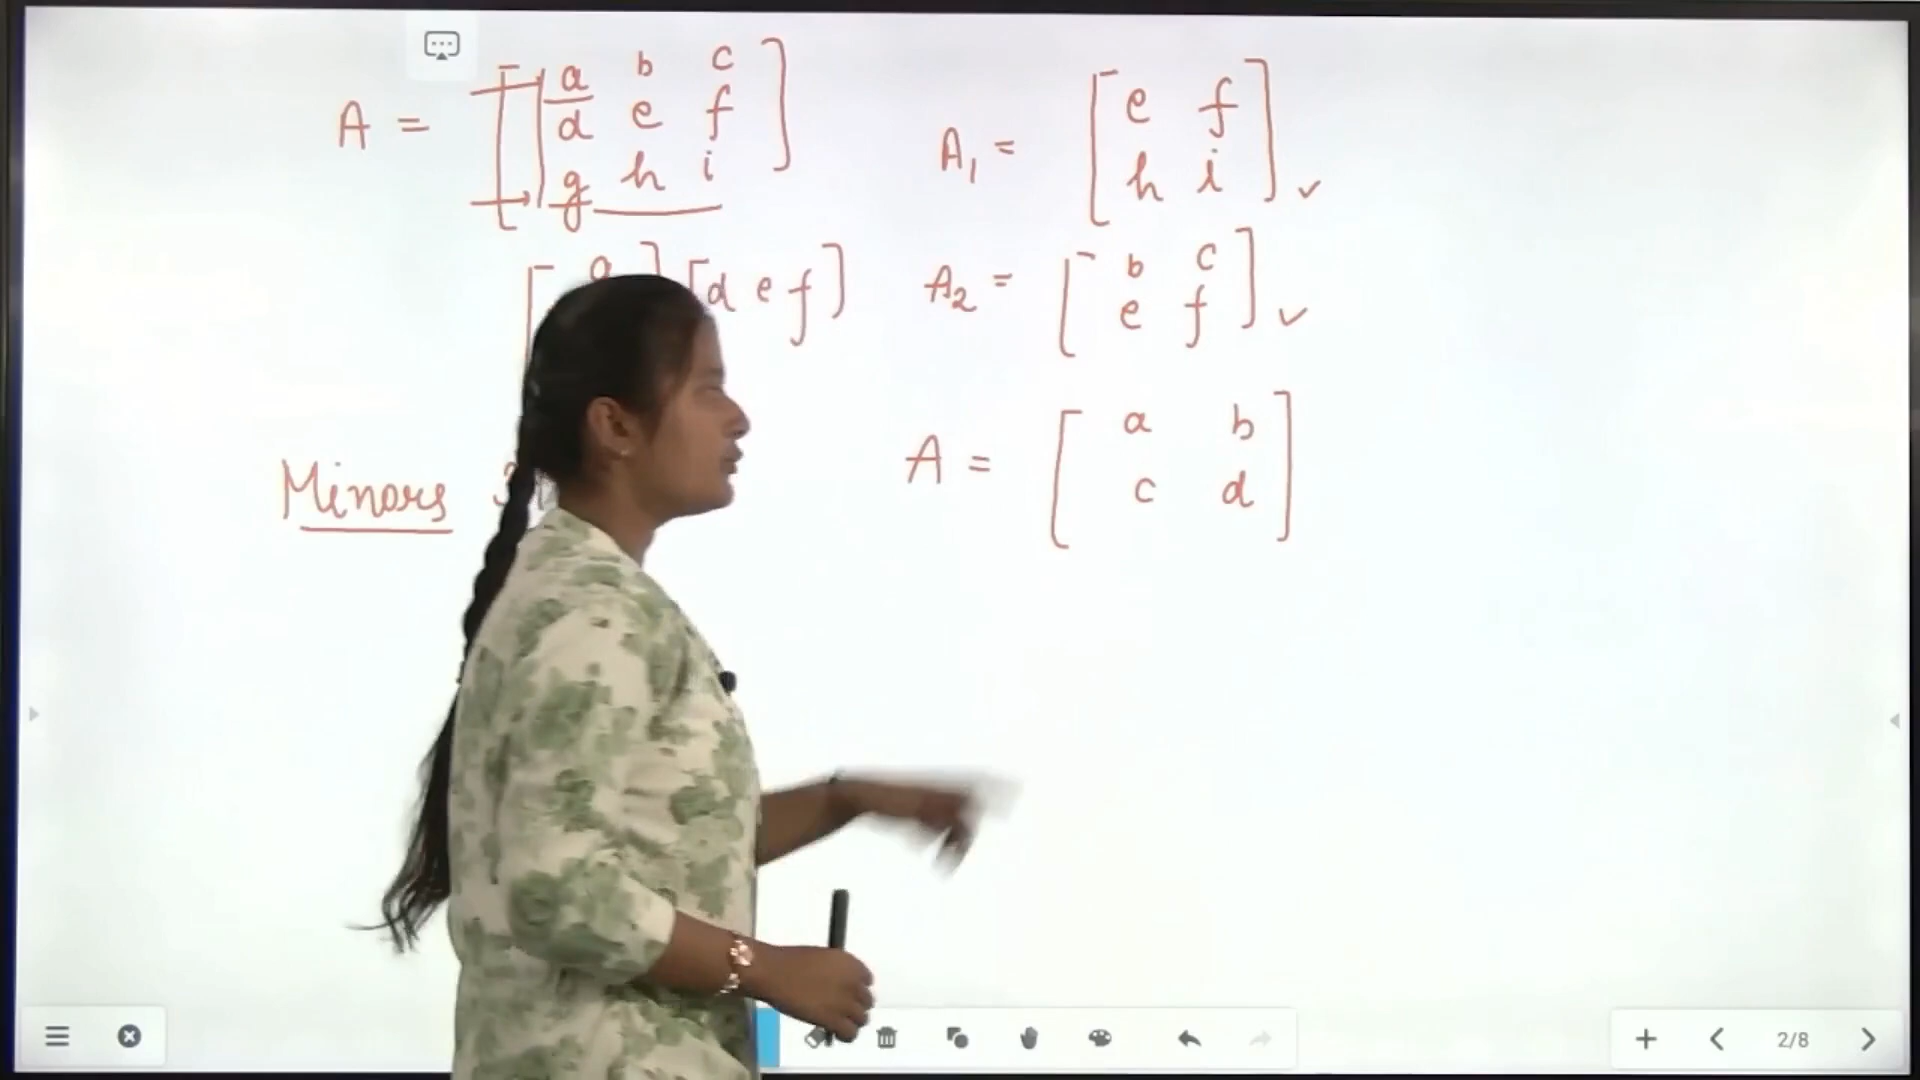 A = [ a b c
d e f
g h i ]
A₁ = [ e f
h i ] ✓
[ a ] [ d e f ]
A₂ = [ b c
e f ] ✓
Minors
A = [ a b
c d ]
2/8